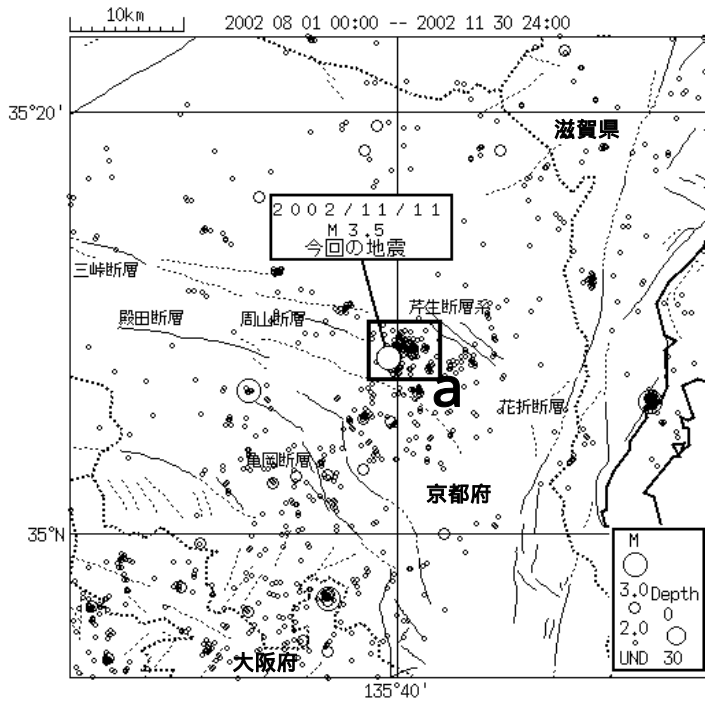 10km
2002 08 01 00:00 -- 2002 11 30 24:00
35°20'
滋賀県
2002/11/11
M 3.5
今回の地震
三峠断層
殿田断層
周山断層
芹生断層系
a
花折断層
亀岡断層
京都府
35°N
M
3.0 Depth
0
2.0
UND 30
大阪府
135°40'